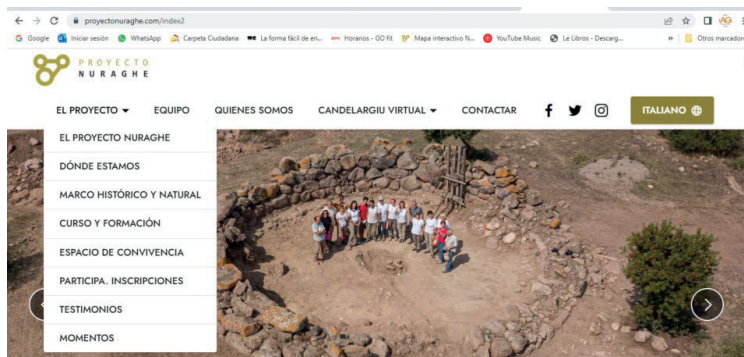 proyectonuraghe.com/index2
Google Iniciar sesión WhatsApp Carpeta Ciudadana La forma fácil de en... Horarios - GO fit Mapa interactivo N... YouTube Music Le Libros - Descarg... » Otros marcadore
PROYECTO
NURAGHE
EL PROYECTO EQUIPO QUIENES SOMOS CANDELARGIU VIRTUAL CONTACTAR ITALIANO
EL PROYECTO NURAGHE
DÓNDE ESTAMOS
MARCO HISTÓRICO Y NATURAL
CURSO Y FORMACIÓN
ESPACIO DE CONVIVENCIA
PARTICIPA. INSCRIPCIONES
TESTIMONIOS
MOMENTOS